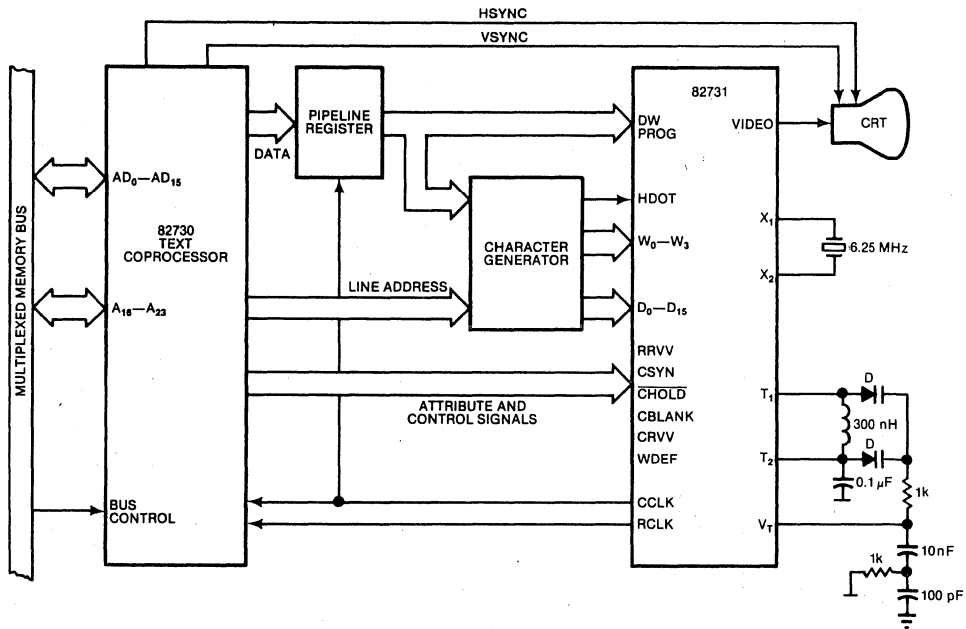 HSYNC
VSYNC
MULTIPLEXED MEMORY BUS
AD0—AD15
82730
TEXT
COPROCESSOR
A16—A23
BUS
CONTROL
DATA
PIPELINE
REGISTER
LINE ADDRESS
CHARACTER
GENERATOR
ATTRIBUTE AND
CONTROL SIGNALS
82731
DW
PROG
HDOT
W0—W3
D0—D15
RRVV
CSYN
CHOLD
CBLANK
CRVV
WDEF
CCLK
RCLK
VIDEO
X1
X2
T1
T2
VT
CRT
6.25 MHz
D
300 nH
D
0.1 µF
1k
10nF
1k
100 pF